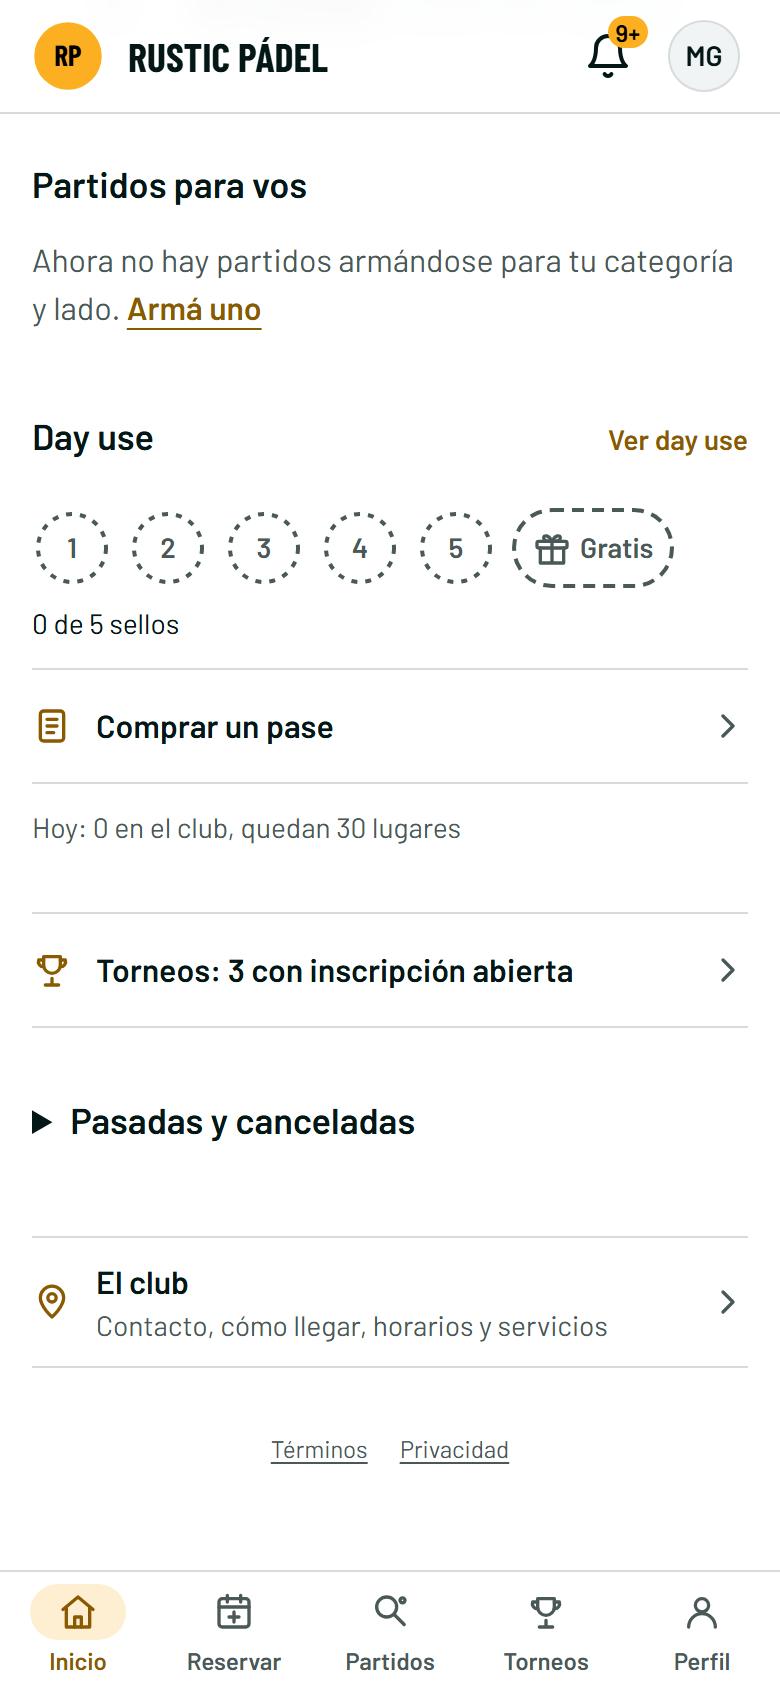 RP RUSTIC PÁDEL 9+ MG
Partidos para vos
Ahora no hay partidos armándose para tu categoría
y lado. Armá uno
Day use Ver day use
1 2 3 4 5 Gratis
0 de 5 sellos
Comprar un pase
Hoy: 0 en el club, quedan 30 lugares
Torneos: 3 con inscripción abierta
Pasadas y canceladas
El club
Contacto, cómo llegar, horarios y servicios
Términos Privacidad
Inicio Reservar Partidos Torneos Perfil